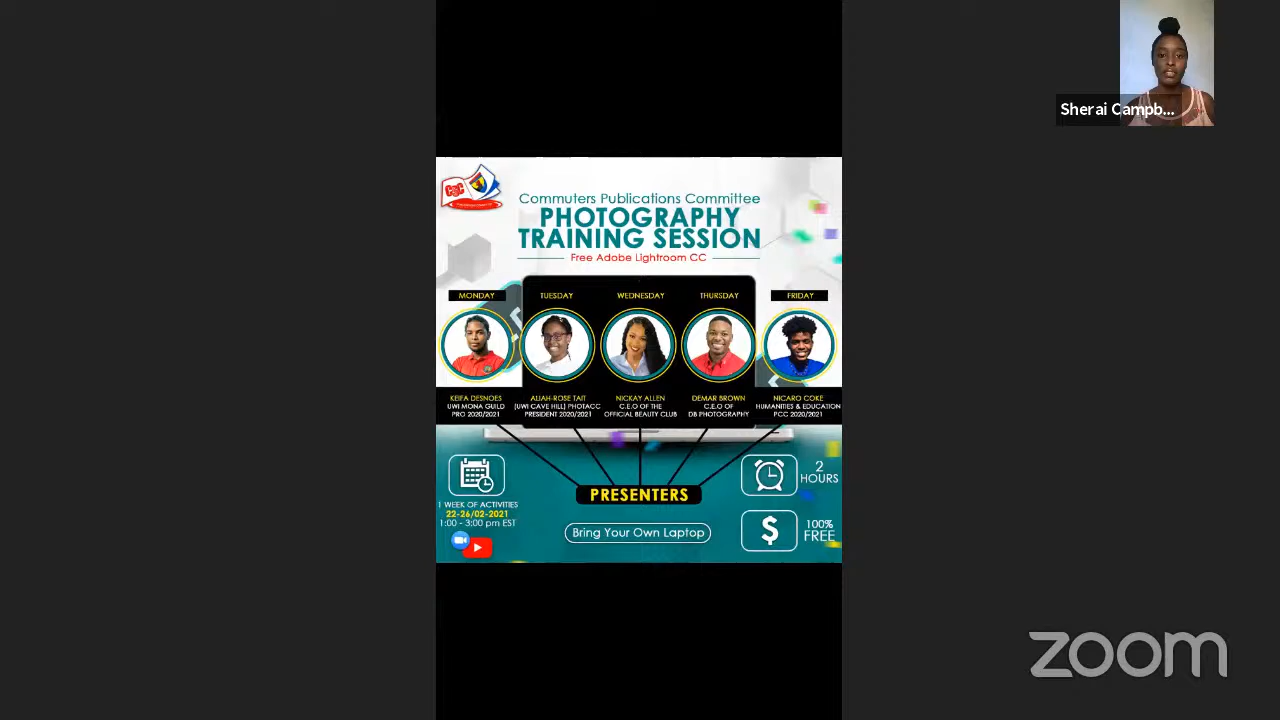 Sherai Campb...
CSC
Commuters Publications Committee
PHOTOGRAPHY
TRAINING SESSION
Free Adobe Lightroom CC
MONDAY
TUESDAY
WEDNESDAY
THURSDAY
FRIDAY
KEIFA DESNOES
UWI MONA GUILD
PRO 2020/2021
ALIAH-ROSE TAIT
(UWI CAVE HILL) PHOTACC
PRESIDENT 2020/2021
NICKAY ALLEN
C.E.O OF THE
OFFICIAL BEAUTY CLUB
DEMAR BROWN
C.E.O OF
DB PHOTOGRAPHY
NICARO COKE
HUMANITIES & EDUCATION
PCC 2020/2021
PRESENTERS
Bring Your Own Laptop
1 WEEK OF ACTIVITIES
22-26/02-2021
1:00 - 3:00 pm EST
2
HOURS
$
100%
FREE
zoom